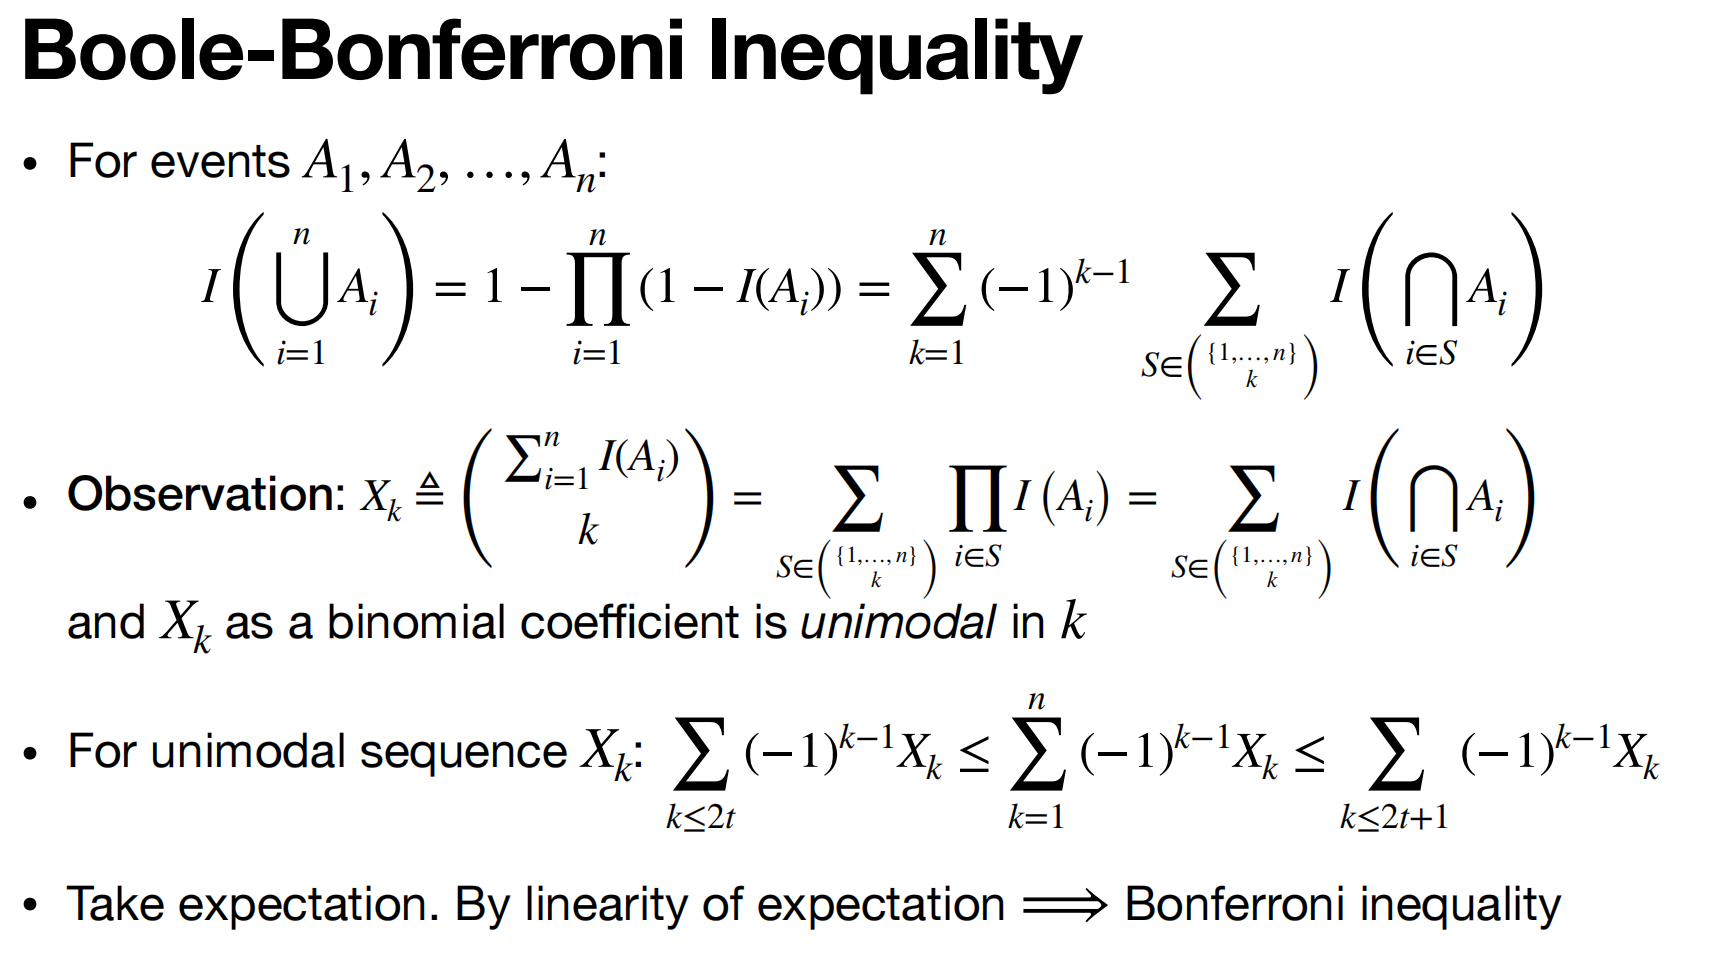 Boole-Bonferroni Inequality
• For events $A_1, A_2, \ldots, A_n$:
$I\left(\bigcup_{i=1}^{n} A_i\right) = 1 - \prod_{i=1}^{n} (1 - I(A_i)) = \sum_{k=1}^{n} (-1)^{k-1} \sum_{S \in \binom{\{1,\ldots,n\}}{k}} I\left(\bigcap_{i \in S} A_i\right)$
• Observation: $X_k \triangleq \binom{\sum_{i=1}^{n} I(A_i)}{k} = \sum_{S \in \binom{\{1,\ldots,n\}}{k}} \prod_{i \in S} I(A_i) = \sum_{S \in \binom{\{1,\ldots,n\}}{k}} I\left(\bigcap_{i \in S} A_i\right)$
and $X_k$ as a binomial coefficient is unimodal in $k$
• For unimodal sequence $X_k$: $\sum_{k \le 2t} (-1)^{k-1} X_k \le \sum_{k=1}^{n} (-1)^{k-1} X_k \le \sum_{k \le 2t+1} (-1)^{k-1} X_k$
• Take expectation. By linearity of expectation $\Longrightarrow$ Bonferroni inequality